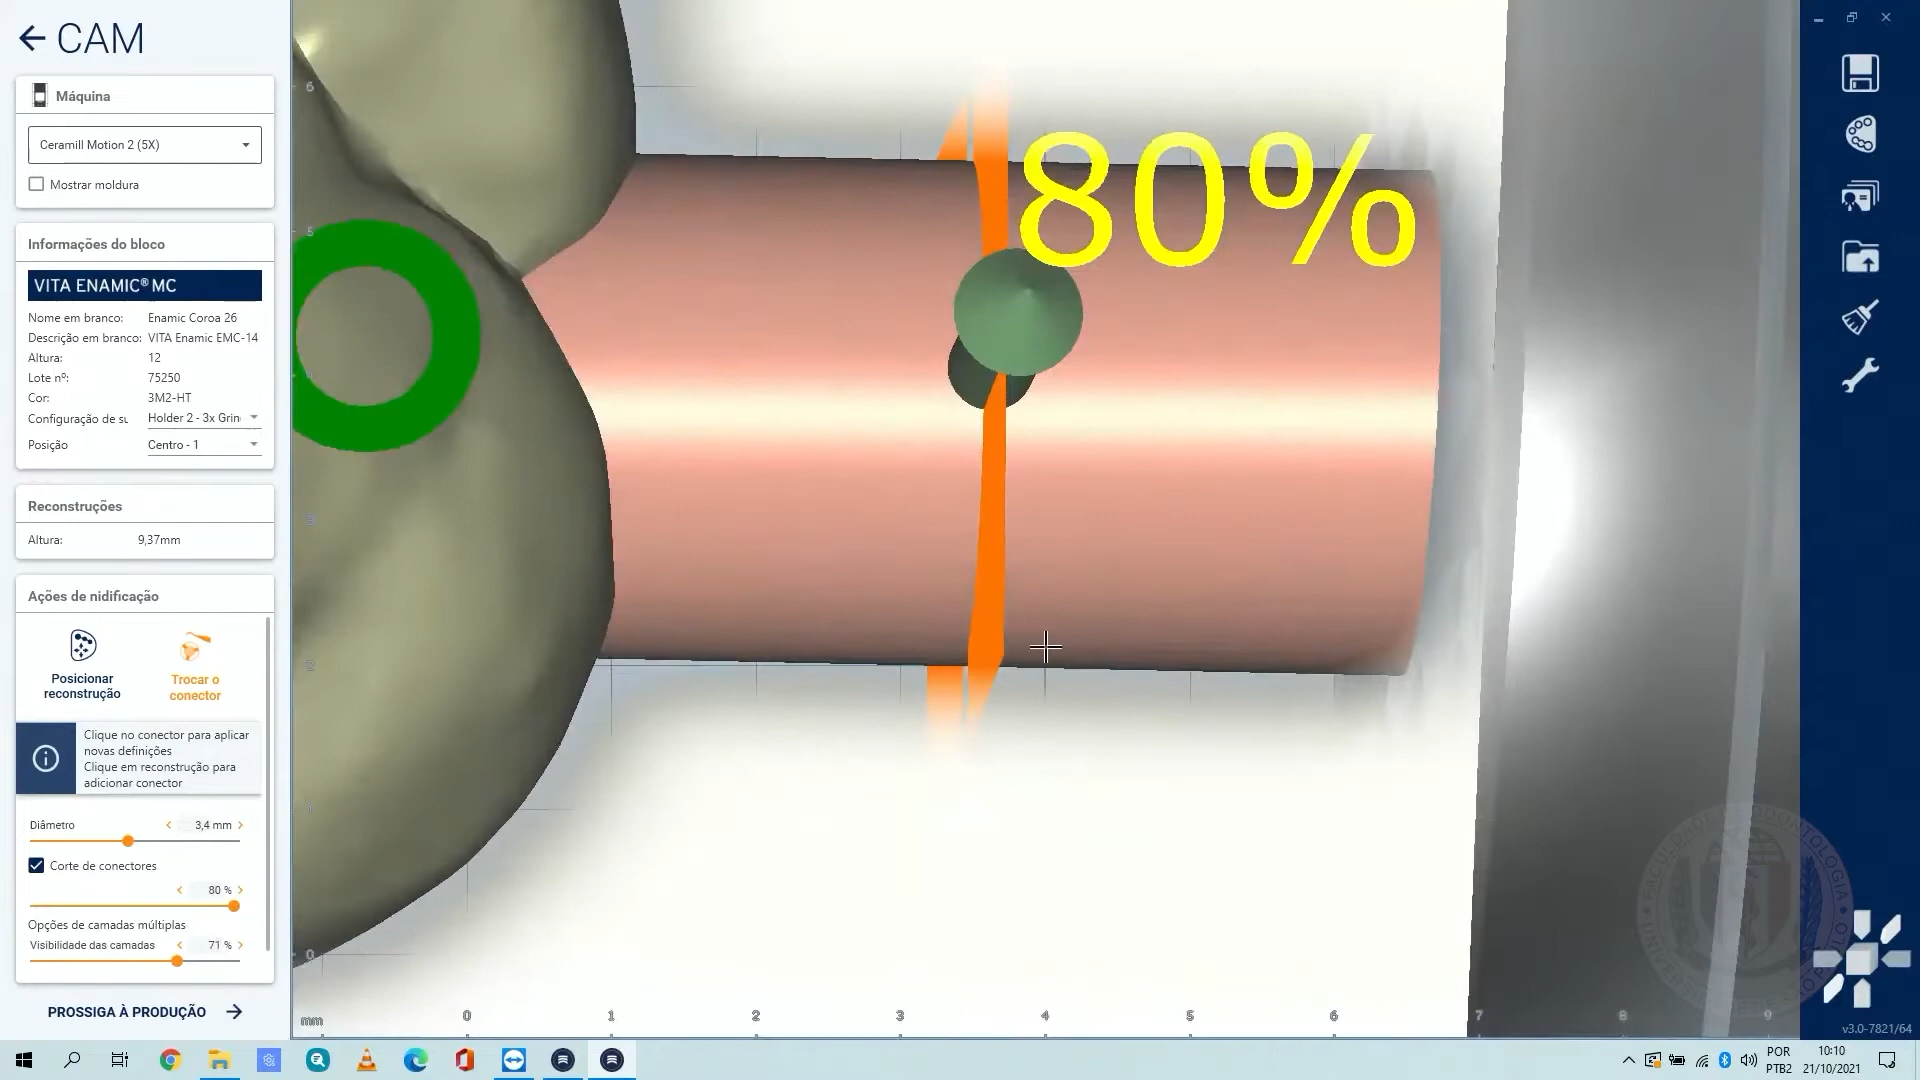 CAM
Máquina
Ceramill Motion 2 (5X)
Mostrar moldura
Informações do bloco
VITA ENAMIC® MC
Nome em branco: Enamic Coroa 26
Descrição em branco: VITA Enamic EMC-14
Altura: 12
Lote nº: 75250
Cor: 3M2-HT
Configuração de su Holder 2 - 3x Grin
Posição Centro - 1
Reconstruções
Altura: 9,37mm
Ações de nidificação
Posicionar
reconstrução
Trocar o
conector
Clique no conector para aplicar
novas definições
Clique em reconstrução para
adicionar conector
Diâmetro 3,4 mm
Corte de conectores
80 %
Opções de camadas múltiplas
Visibilidade das camadas 71 %
PROSSIGA À PRODUÇÃO
80%
6
5
2
1
0
mm 0 1 2 3 4 5 6 7 8 9
v3.0-7821/64
POR
PTB2
10:10
21/10/2021